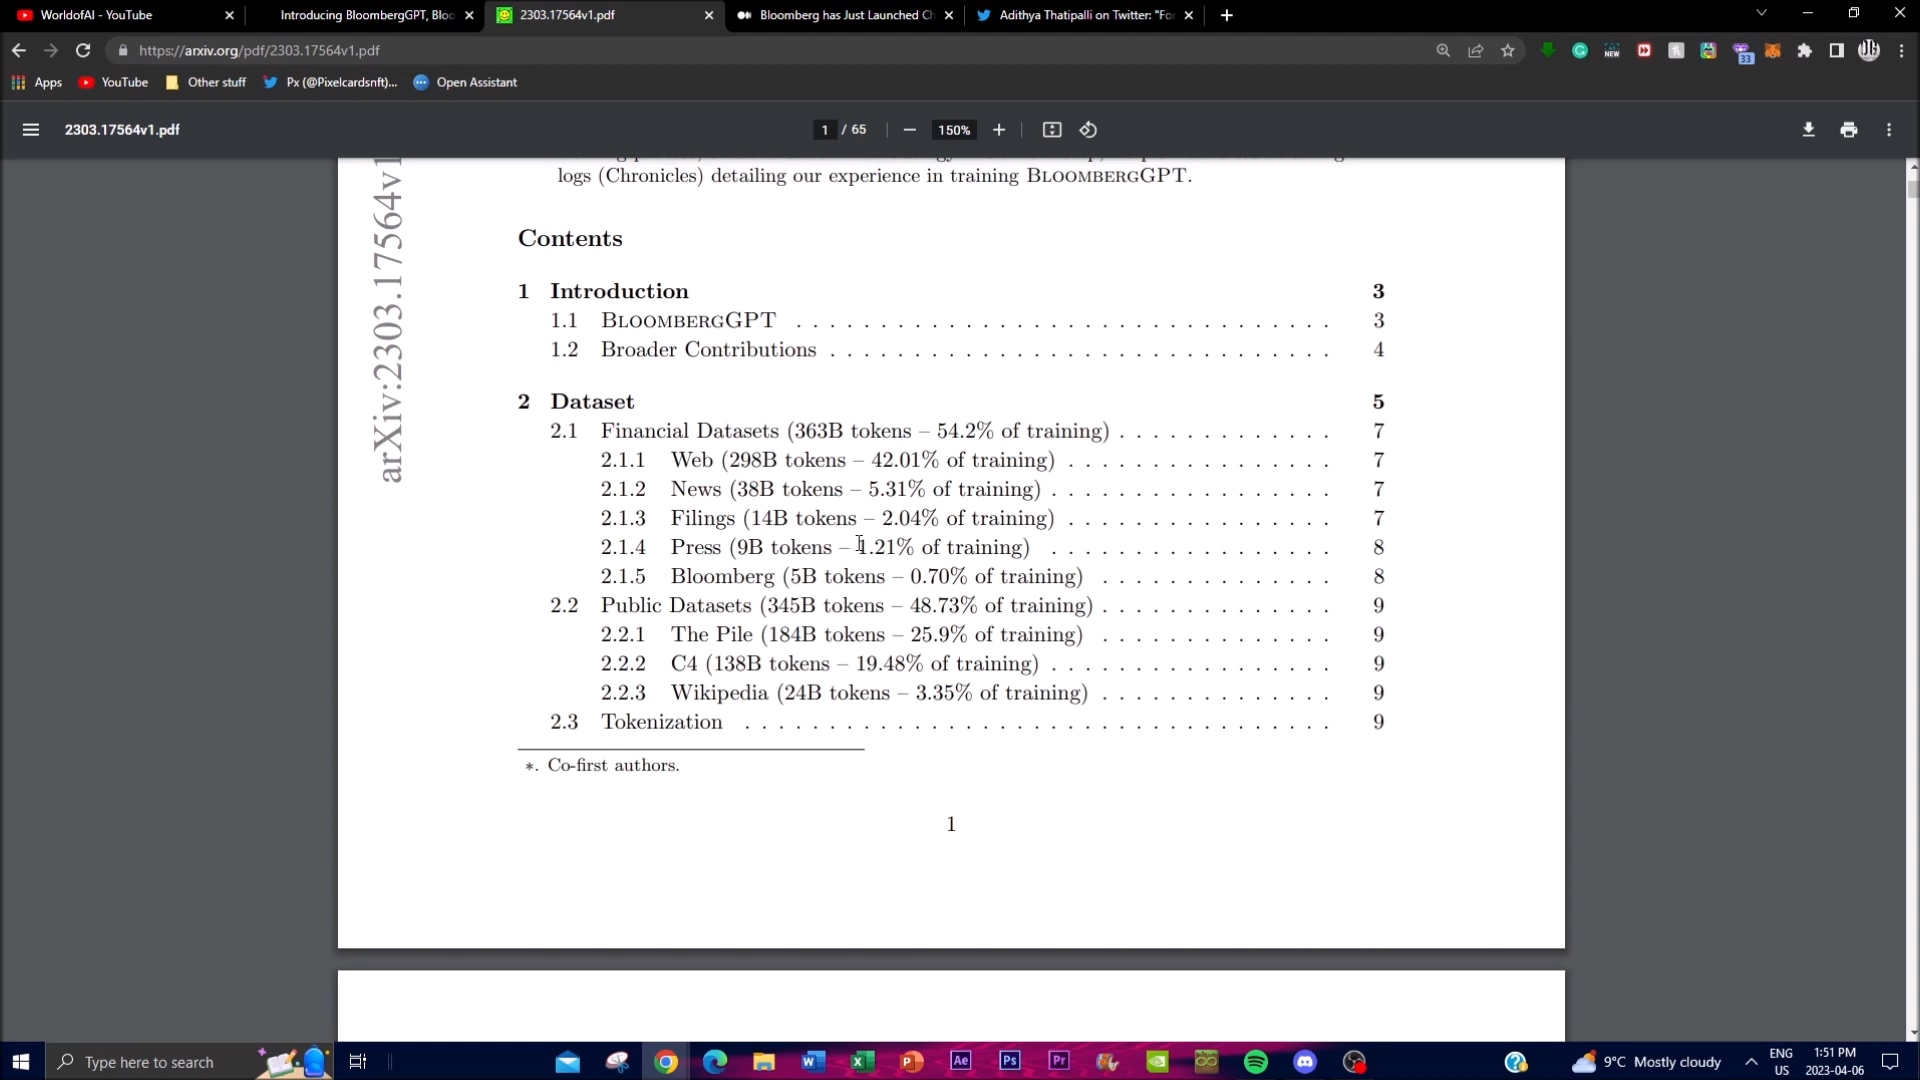 WorldofAI - YouTube
Introducing BloombergGPT, Bloo
2303.17564v1.pdf
Bloomberg has Just Launched Ch
Adithya Thatipalli on Twitter: "Fo
https://arxiv.org/pdf/2303.17564v1.pdf
NEW
33
Apps
YouTube
Other stuff
Px (@Pixelcardsnft)...
Open Assistant
2303.17564v1.pdf
1 / 65
150%
logs (Chronicles) detailing our experience in training BLOOMBERGGPT.
arXiv:2303.17564v1
Contents
1 Introduction 3
1.1 BLOOMBERGGPT . . . . . . . . . . . . . . . . . . . . . . . . . . . 3
1.2 Broader Contributions . . . . . . . . . . . . . . . . . . . . . . . . . 4
2 Dataset 5
2.1 Financial Datasets (363B tokens – 54.2% of training) . . . . . . . . . . . 7
2.1.1 Web (298B tokens – 42.01% of training) . . . . . . . . . . . . . . 7
2.1.2 News (38B tokens – 5.31% of training) . . . . . . . . . . . . . . 7
2.1.3 Filings (14B tokens – 2.04% of training) . . . . . . . . . . . . . . 7
2.1.4 Press (9B tokens – 1.21% of training) . . . . . . . . . . . . . . 8
2.1.5 Bloomberg (5B tokens – 0.70% of training) . . . . . . . . . . . . 8
2.2 Public Datasets (345B tokens – 48.73% of training) . . . . . . . . . . . . 9
2.2.1 The Pile (184B tokens – 25.9% of training) . . . . . . . . . . . . 9
2.2.2 C4 (138B tokens – 19.48% of training) . . . . . . . . . . . . . . 9
2.2.3 Wikipedia (24B tokens – 3.35% of training) . . . . . . . . . . . . 9
2.3 Tokenization . . . . . . . . . . . . . . . . . . . . . . . . . . . . . 9
∗. Co-first authors.
1
Type here to search
W
X
P
Ae
Ps
Pr
9°C Mostly cloudy
ENG
US
1:51 PM
2023-04-06